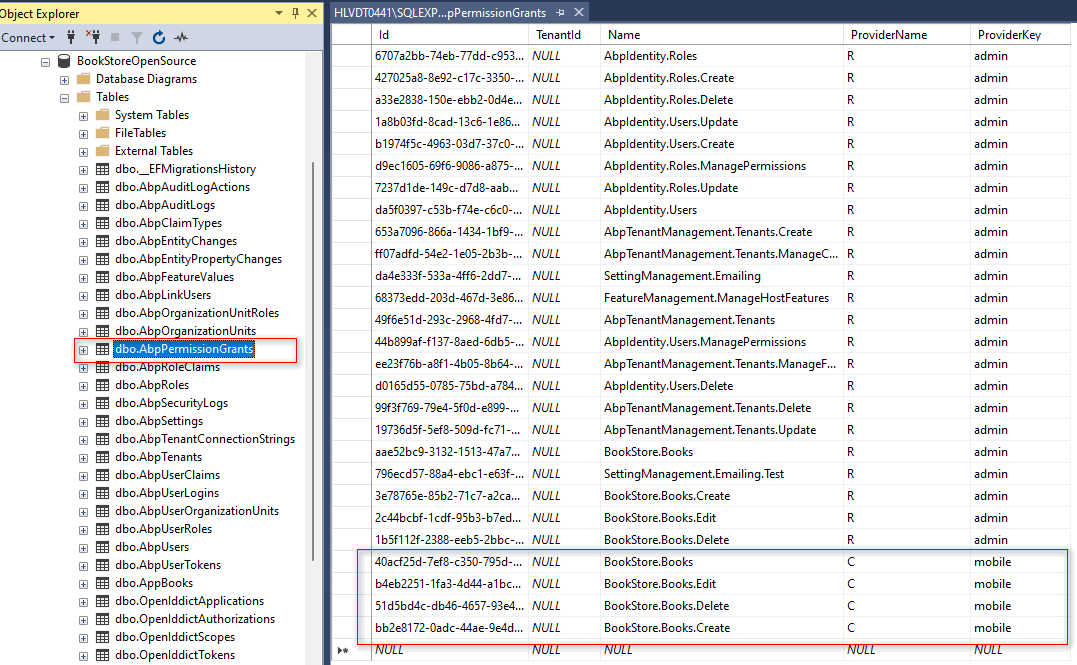 Object Explorer
Connect
BookStoreOpenSource
Database Diagrams
Tables
System Tables
FileTables
External Tables
dbo.__EFMigrationsHistory
dbo.AbpAuditLogActions
dbo.AbpAuditLogs
dbo.AbpClaimTypes
dbo.AbpEntityChanges
dbo.AbpEntityPropertyChanges
dbo.AbpFeatureValues
dbo.AbpLinkUsers
dbo.AbpOrganizationUnitRoles
dbo.AbpOrganizationUnits
dbo.AbpPermissionGrants
dbo.AbpRoleClaims
dbo.AbpRoles
dbo.AbpSecurityLogs
dbo.AbpSettings
dbo.AbpTenantConnectionStrings
dbo.AbpTenants
dbo.AbpUserClaims
dbo.AbpUserLogins
dbo.AbpUserOrganizationUnits
dbo.AbpUserRoles
dbo.AbpUsers
dbo.AbpUserTokens
dbo.AppBooks
dbo.OpenIddictApplications
dbo.OpenIddictAuthorizations
dbo.OpenIddictScopes
dbo.OpenIddictTokens
HLVDT0441\SQLEXP...pPermissionGrants
Id TenantId Name ProviderName ProviderKey
6707a2bb-74eb-77dd-c953... NULL AbpIdentity.Roles R admin
427025a8-8e92-c17c-3350-... NULL AbpIdentity.Roles.Create R admin
a33e2838-150e-ebb2-0d4e... NULL AbpIdentity.Roles.Delete R admin
1a8b03fd-8cad-13c6-1e86... NULL AbpIdentity.Users.Update R admin
b1974f5c-4963-03d7-37c0-... NULL AbpIdentity.Users.Create R admin
d9ec1605-69f6-9086-a875-... NULL AbpIdentity.Roles.ManagePermissions R admin
7237d1de-149c-d7d8-aab... NULL AbpIdentity.Roles.Update R admin
da5f0397-c53b-f74e-c6c0-... NULL AbpIdentity.Users R admin
653a7096-866a-1434-1bf9-... NULL AbpTenantManagement.Tenants.Create R admin
ff07adfd-54e2-1e05-2b3b-... NULL AbpTenantManagement.Tenants.ManageC... R admin
da4e333f-533a-4ff6-2dd7-... NULL SettingManagement.Emailing R admin
68373edd-203d-467d-3e86... NULL FeatureManagement.ManageHostFeatures R admin
49f6e51d-293c-2968-4fd7-... NULL AbpTenantManagement.Tenants R admin
44b899af-f137-8aed-6db5-... NULL AbpIdentity.Users.ManagePermissions R admin
ee23f76b-a8f1-4b05-8b64-... NULL AbpTenantManagement.Tenants.ManageF... R admin
d0165d55-0785-75bd-a784... NULL AbpIdentity.Users.Delete R admin
99f3f769-79e4-5f0d-e899-... NULL AbpTenantManagement.Tenants.Delete R admin
19736d5f-5ef8-509d-fc71-... NULL AbpTenantManagement.Tenants.Update R admin
aae52bc9-3132-1513-47a7... NULL BookStore.Books R admin
796ecd57-88a4-ebc1-e63f-... NULL SettingManagement.Emailing.Test R admin
3e78765e-85b2-71c7-a2ca... NULL BookStore.Books.Create R admin
2c44bcbf-1cdf-95b3-b7ed... NULL BookStore.Books.Edit R admin
1b5f112f-2388-eeb5-2bbc-... NULL BookStore.Books.Delete R admin
40acf25d-7ef8-c350-795d-... NULL BookStore.Books C mobile
b4eb2251-1fa3-4d44-a1bc... NULL BookStore.Books.Edit C mobile
51d5bd4c-db46-4657-93e4... NULL BookStore.Books.Delete C mobile
bb2e8172-0adc-44ae-9e4d... NULL BookStore.Books.Create C mobile
NULL NULL NULL NULL NULL